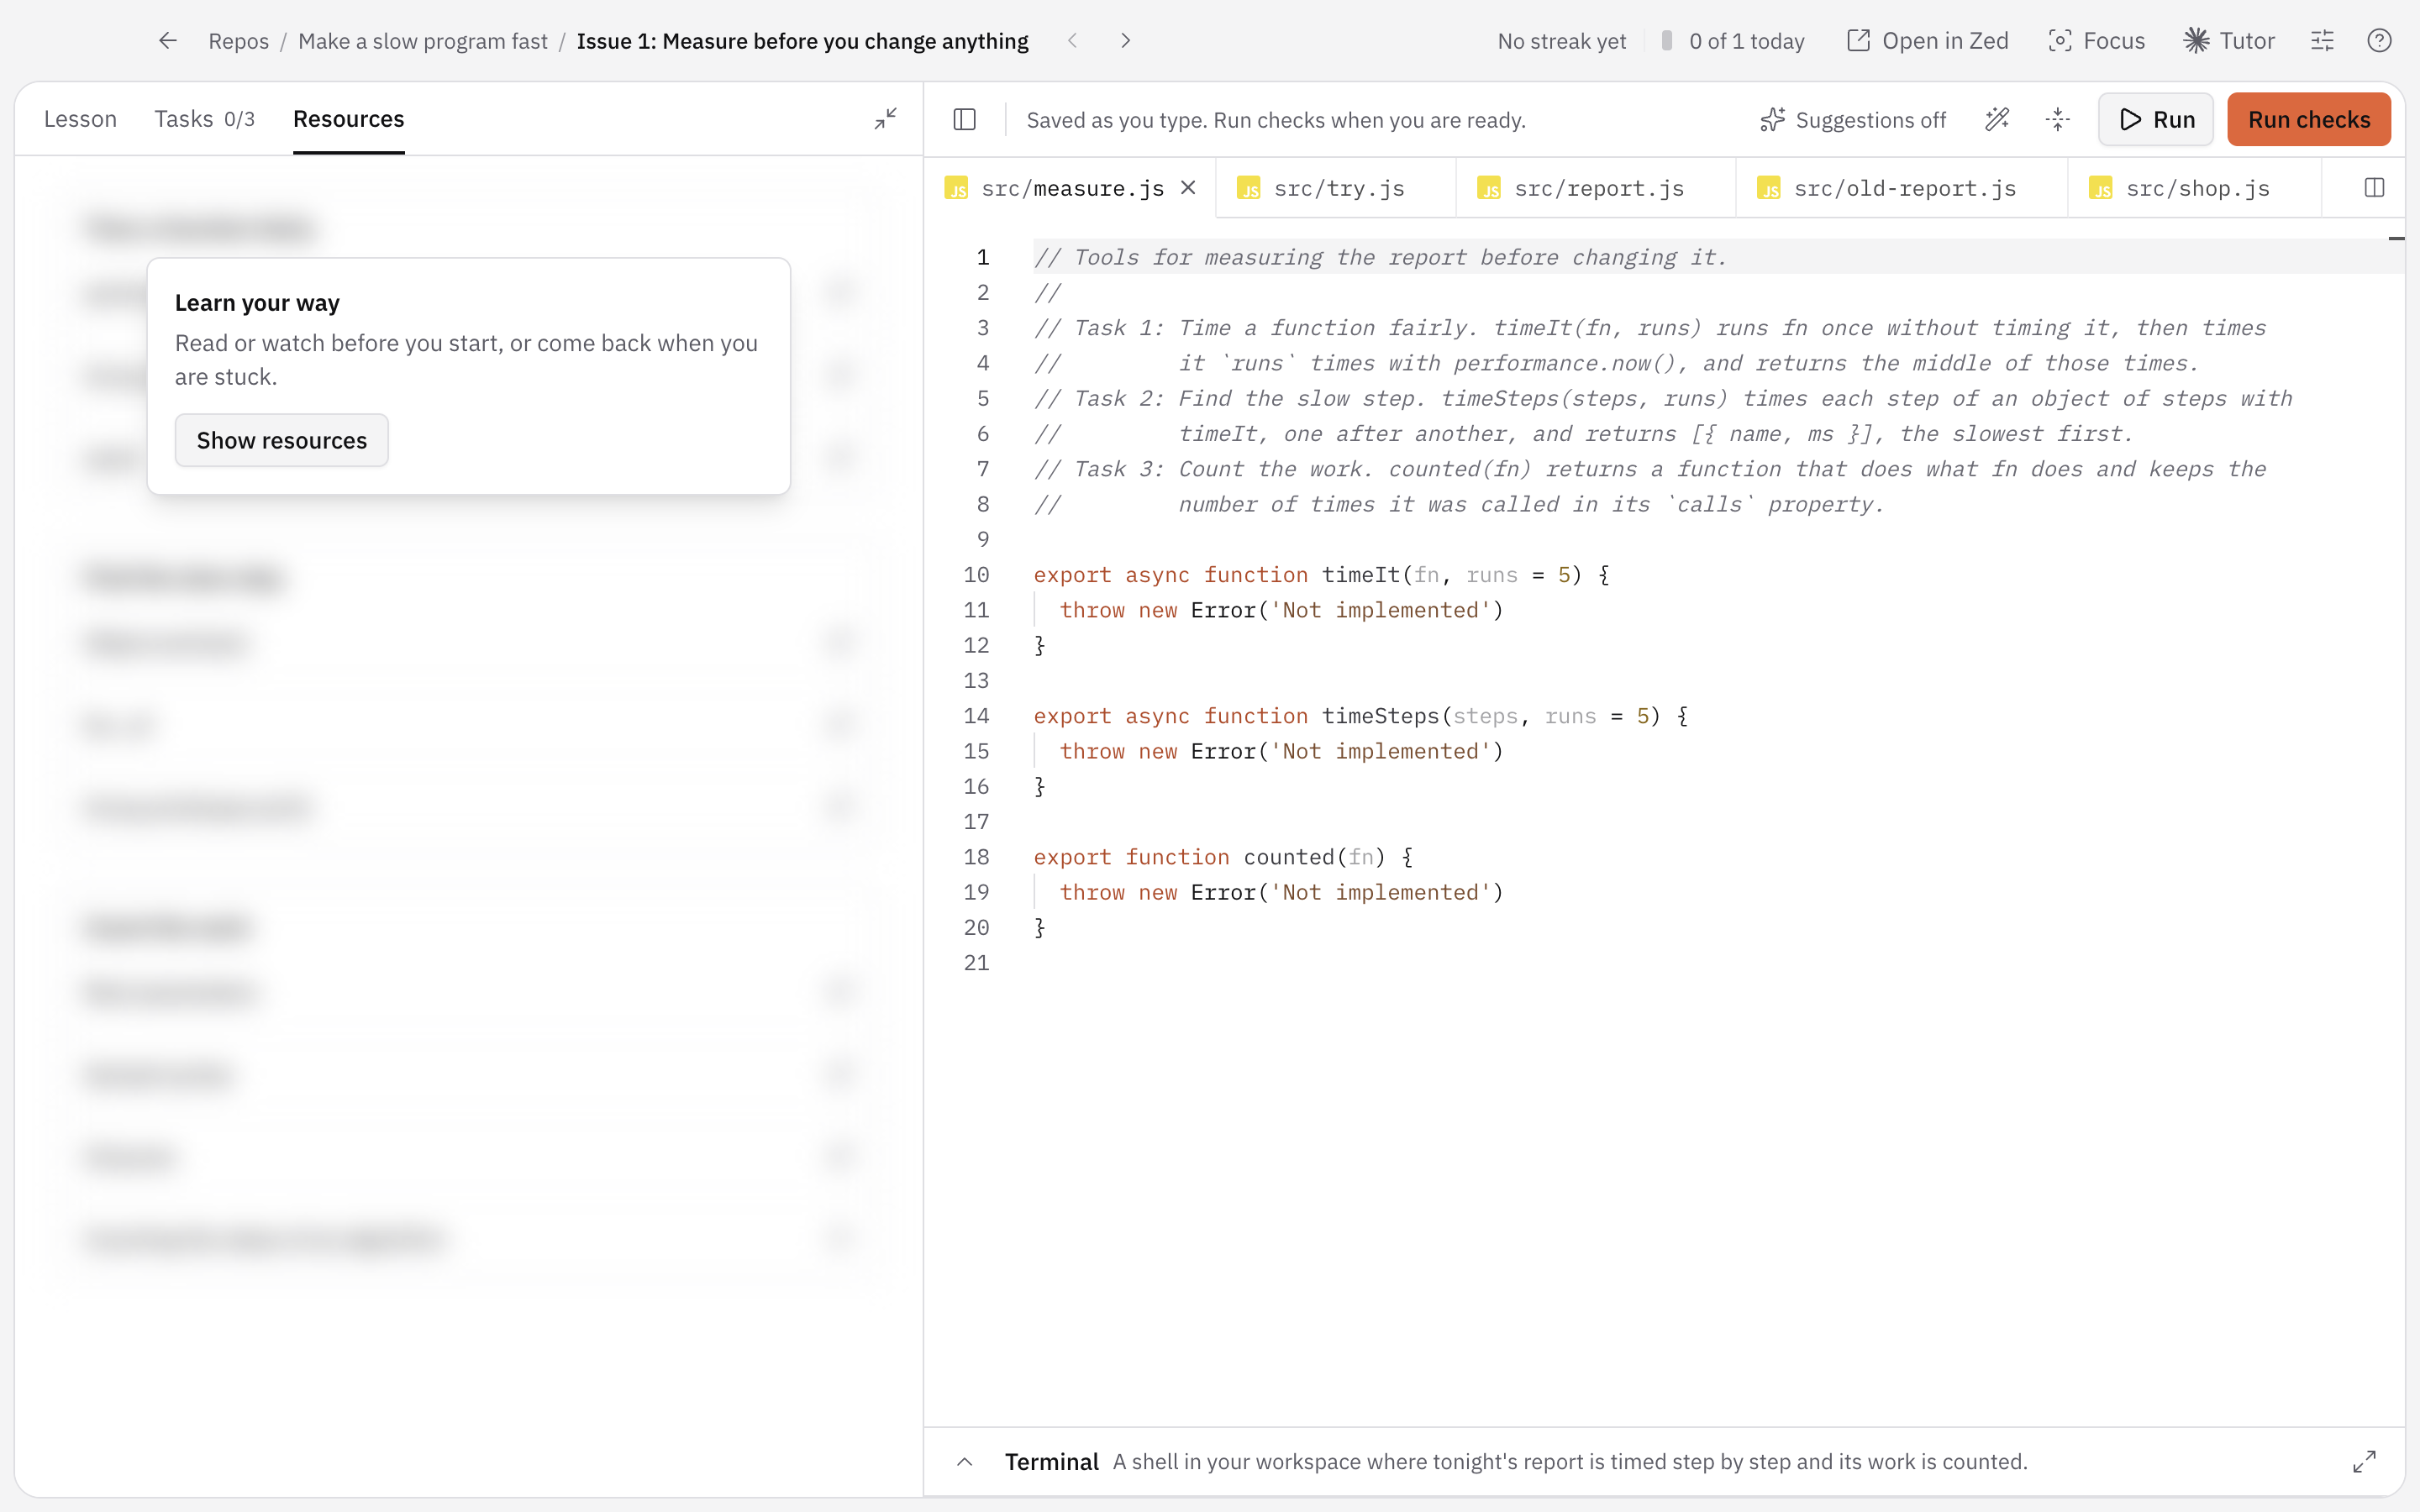 Repos / Make a slow program fast / Issue 1: Measure before you change anything
No streak yet
0 of 1 today
Open in Zed
Focus
Tutor
Lesson
Tasks 0/3
Resources
Learn your way
Read or watch before you start, or come back when you
are stuck.
Show resources
Saved as you type. Run checks when you are ready.
Suggestions off
Run
Run checks
JS src/measure.js
JS src/try.js
JS src/report.js
JS src/old-report.js
JS src/shop.js
1 // Tools for measuring the report before changing it.
2 //
3 // Task 1: Time a function fairly. timeIt(fn, runs) runs fn once without timing it, then times
4 //         it `runs` times with performance.now(), and returns the middle of those times.
5 // Task 2: Find the slow step. timeSteps(steps, runs) times each step of an object of steps with
6 //         timeIt, one after another, and returns [{ name, ms }], the slowest first.
7 // Task 3: Count the work. counted(fn) returns a function that does what fn does and keeps the
8 //         number of times it was called in its `calls` property.
9
10 export async function timeIt(fn, runs = 5) {
11   throw new Error('Not implemented')
12 }
13
14 export async function timeSteps(steps, runs = 5) {
15   throw new Error('Not implemented')
16 }
17
18 export function counted(fn) {
19   throw new Error('Not implemented')
20 }
21
Terminal A shell in your workspace where tonight's report is timed step by step and its work is counted.